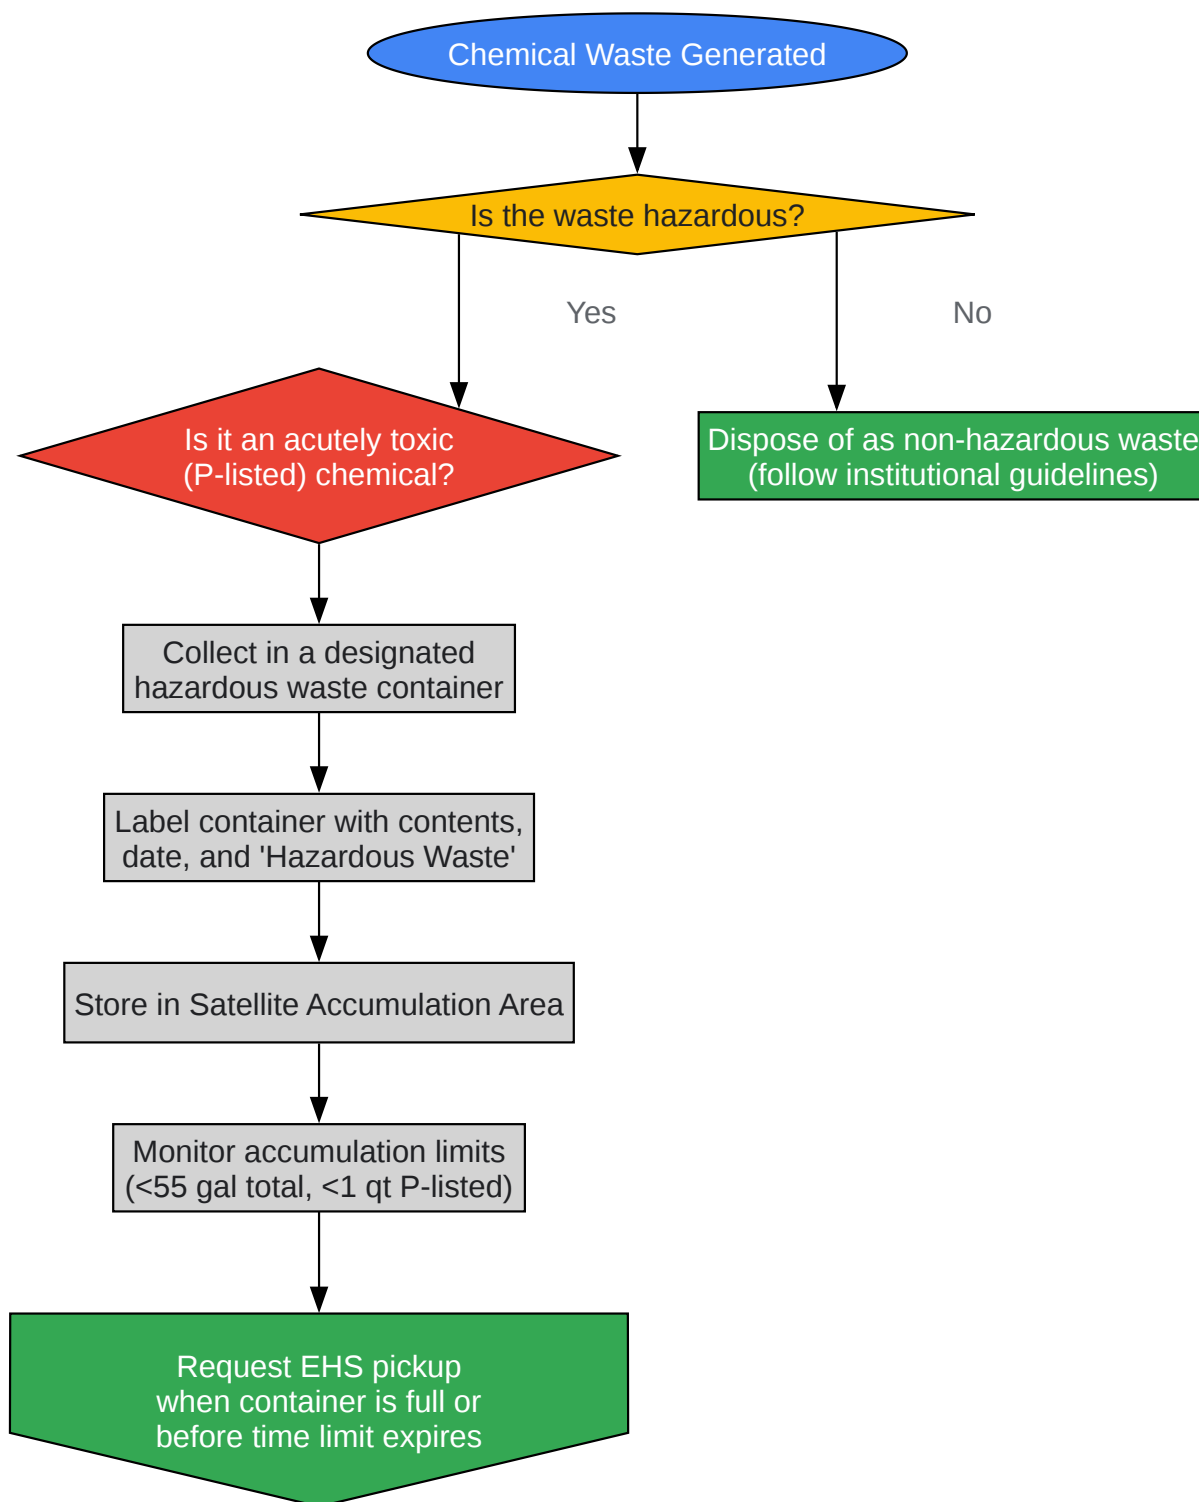 Chemical Waste Generated
Is the waste hazardous?
Yes
No
Is it an acutely toxic
(P-listed) chemical?
Dispose of as non-hazardous waste
(follow institutional guidelines)
Collect in a designated
hazardous waste container
Label container with contents,
date, and 'Hazardous Waste'
Store in Satellite Accumulation Area
Monitor accumulation limits
(<55 gal total, <1 qt P-listed)
Request EHS pickup
when container is full or
before time limit expires